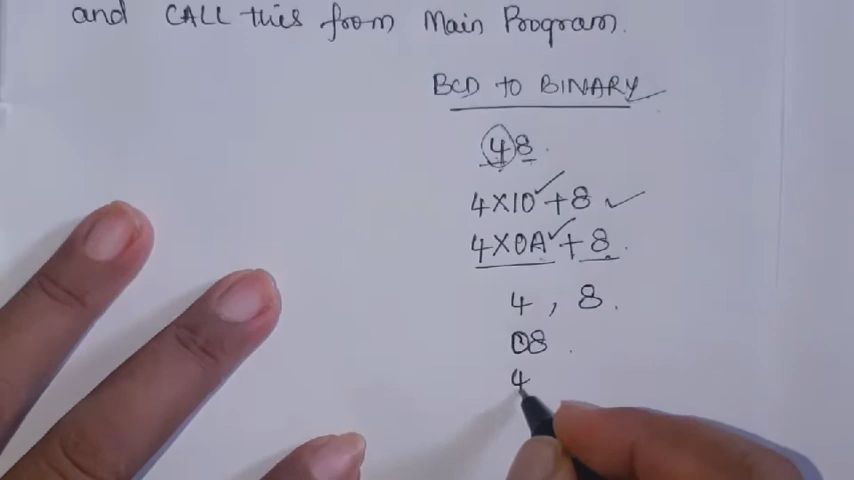 and CALL this from Main Program.
BCD to BINARY
48.
4X10+8
4X0A+8.
4, 8.
08.
4